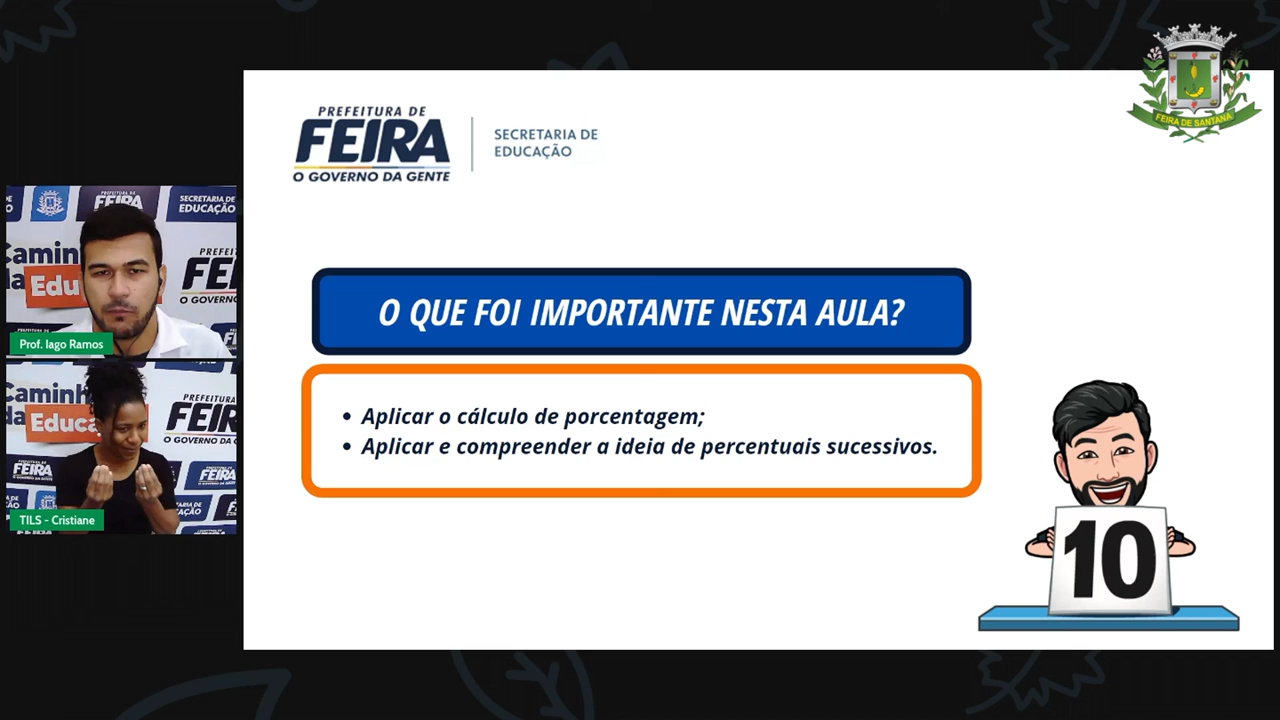 PREFEITURA DE
FEIRA
O GOVERNO DA GENTE
SECRETARIA DE
EDUCAÇÃO
FEIRA DE SANTANA
O QUE FOI IMPORTANTE NESTA AULA?
• Aplicar o cálculo de porcentagem;
• Aplicar e compreender a ideia de percentuais sucessivos.
10
FEIRA
SECRETARIA DE
EDUCAÇÃO
Prof. Iago Ramos
PREFEITURA
FEIRA
TILS - Cristiane